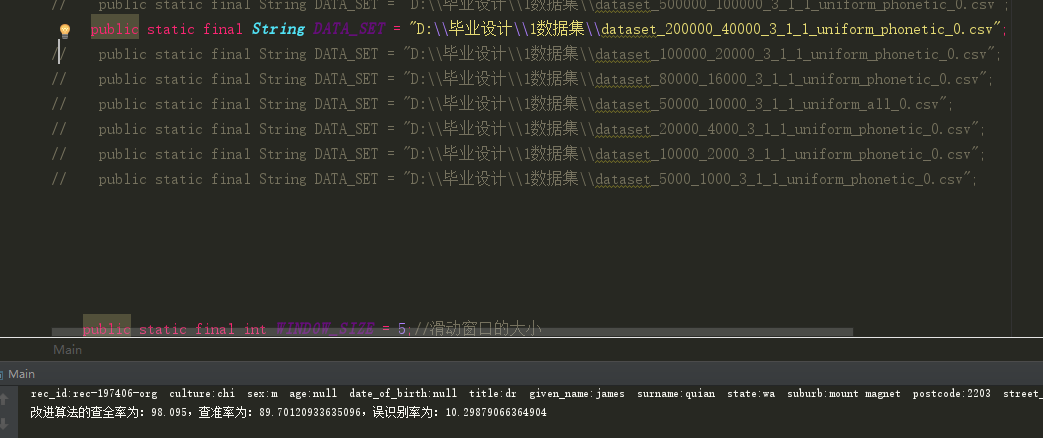 //    public static final String DATA_SET = "D:\\毕业设计\\1数据集\\dataset_500000_100000_3_1_1_uniform_phonetic_0.csv";
public static final String DATA_SET = "D:\\毕业设计\\1数据集\\dataset_200000_40000_3_1_1_uniform_phonetic_0.csv";
//    public static final String DATA_SET = "D:\\毕业设计\\1数据集\\dataset_100000_20000_3_1_1_uniform_phonetic_0.csv";
//    public static final String DATA_SET = "D:\\毕业设计\\1数据集\\dataset_80000_16000_3_1_1_uniform_phonetic_0.csv";
//    public static final String DATA_SET = "D:\\毕业设计\\1数据集\\dataset_50000_10000_3_1_1_uniform_all_0.csv";
//    public static final String DATA_SET = "D:\\毕业设计\\1数据集\\dataset_20000_4000_3_1_1_uniform_phonetic_0.csv";
//    public static final String DATA_SET = "D:\\毕业设计\\1数据集\\dataset_10000_2000_3_1_1_uniform_phonetic_0.csv";
//    public static final String DATA_SET = "D:\\毕业设计\\1数据集\\dataset_5000_1000_3_1_1_uniform_phonetic_0.csv";
public static final int WINDOW_SIZE = 5;//滑动窗口的大小
Main
Main
rec_id:rec-197406-org  culture:chi  sex:m  age:null  date_of_birth:null  title:dr  given_name:james  surname:quian  state:wa  suburb:mount magnet  postcode:2203  street_
改进算法的查全率为：98.095，查准率为：89.70120933635096，误识别率为：10.29879066364904